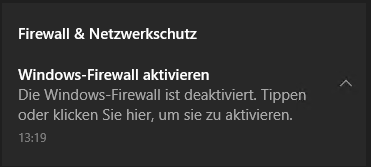 Firewall & Netzwerkschutz
Windows-Firewall aktivieren
Die Windows-Firewall ist deaktiviert. Tippen
oder klicken Sie hier, um sie zu aktivieren.
13:19